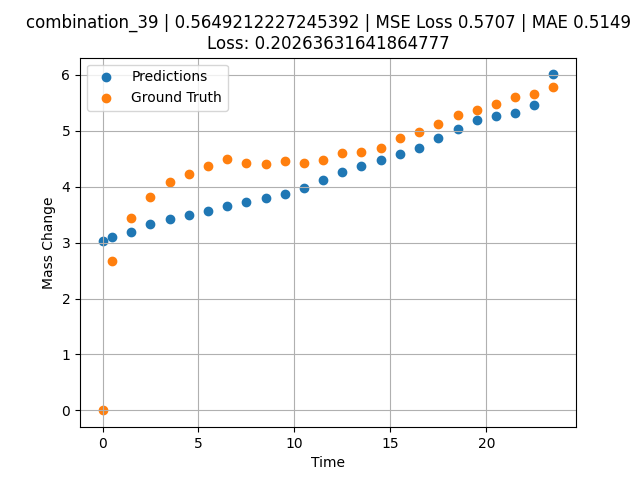 combination_39 | 0.5649212227245392 | MSE Loss 0.5707 | MAE 0.5149
Loss: 0.20263631641864777
Predictions
Ground Truth
6
5
4
3
2
1
0
Mass Change
0 5 10 15 20
Time